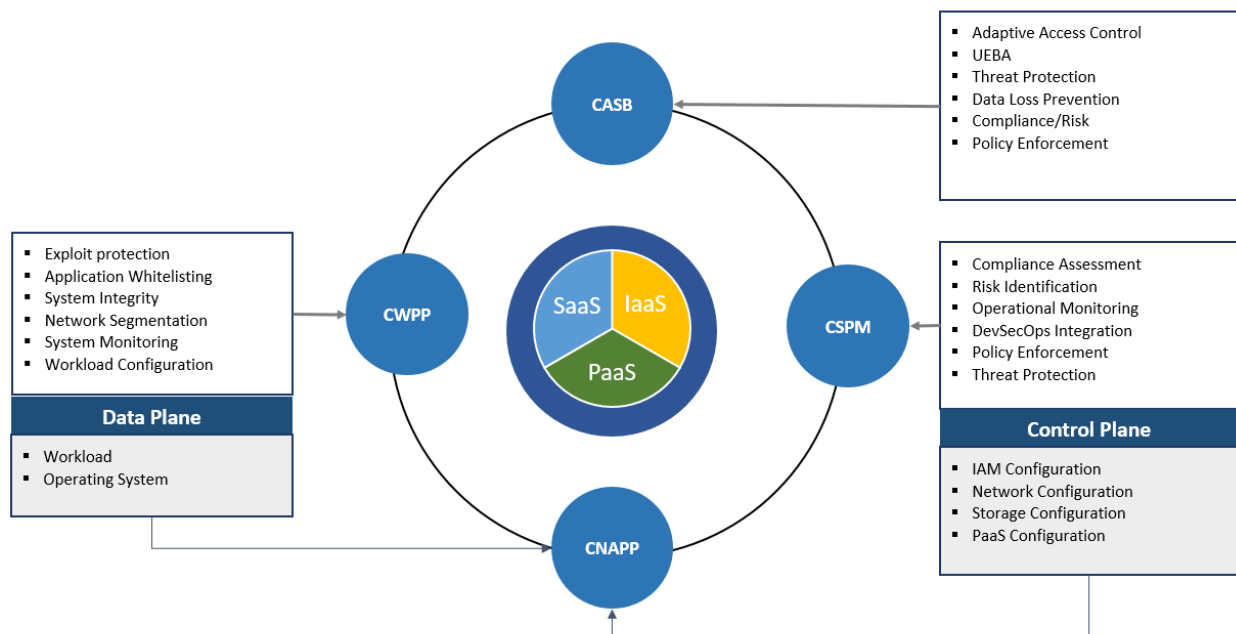 CASB
▪ Adaptive Access Control
▪ UEBA
▪ Threat Protection
▪ Data Loss Prevention
▪ Compliance/Risk
▪ Policy Enforcement
▪ Exploit protection
▪ Application Whitelisting
▪ System Integrity
▪ Network Segmentation
▪ System Monitoring
▪ Workload Configuration
Data Plane
▪ Workload
▪ Operating System
CWPP
SaaS
IaaS
PaaS
CSPM
▪ Compliance Assessment
▪ Risk Identification
▪ Operational Monitoring
▪ DevSecOps Integration
▪ Policy Enforcement
▪ Threat Protection
Control Plane
▪ IAM Configuration
▪ Network Configuration
▪ Storage Configuration
▪ PaaS Configuration
CNAPP